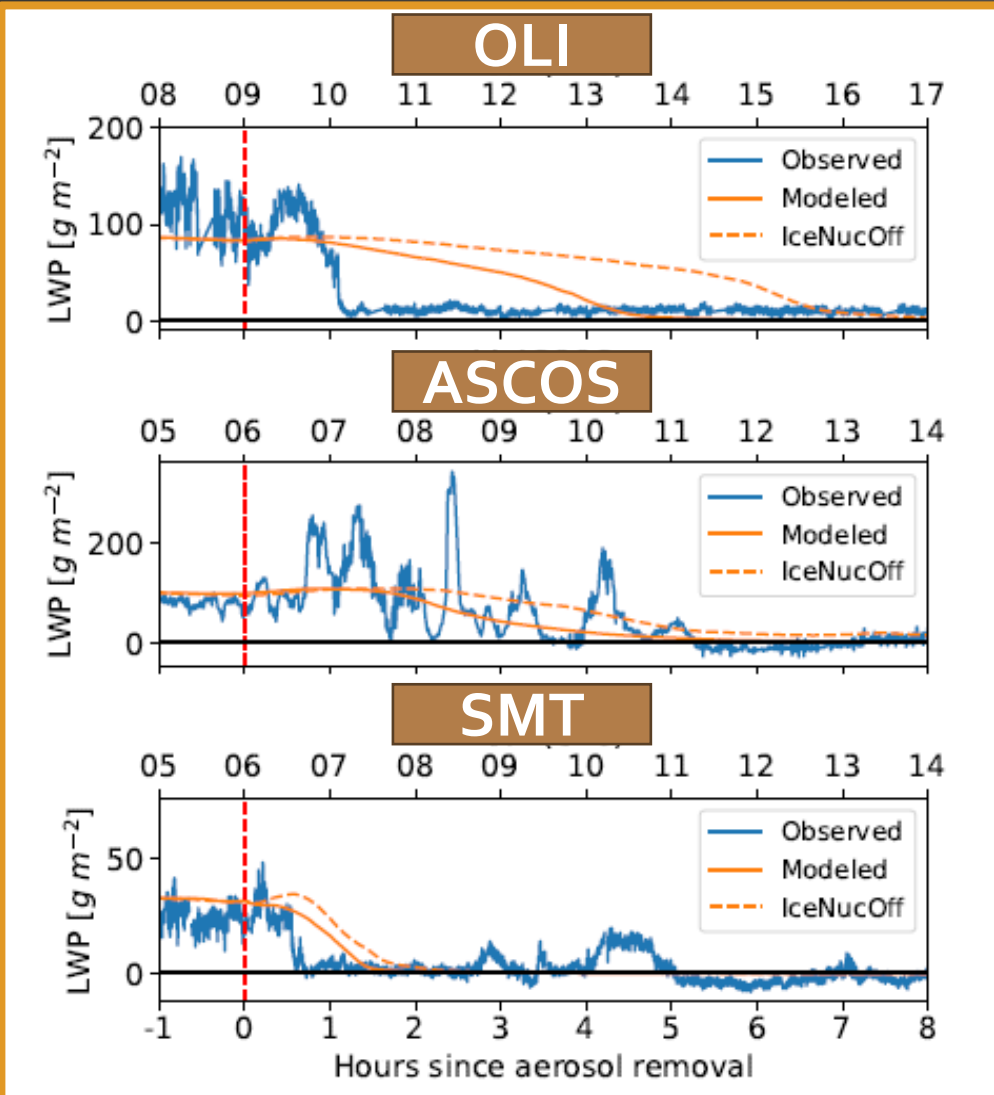 OLI
08 09 10 11 12 13 14 15 16 17
LWP [g m⁻²]
200
100
0
Observed
Modeled
IceNucOff
ASCOS
05 06 07 08 09 10 11 12 13 14
LWP [g m⁻²]
200
0
Observed
Modeled
IceNucOff
SMT
05 06 07 08 09 10 11 12 13 14
LWP [g m⁻²]
50
0
Observed
Modeled
IceNucOff
-1 0 1 2 3 4 5 6 7 8
Hours since aerosol removal